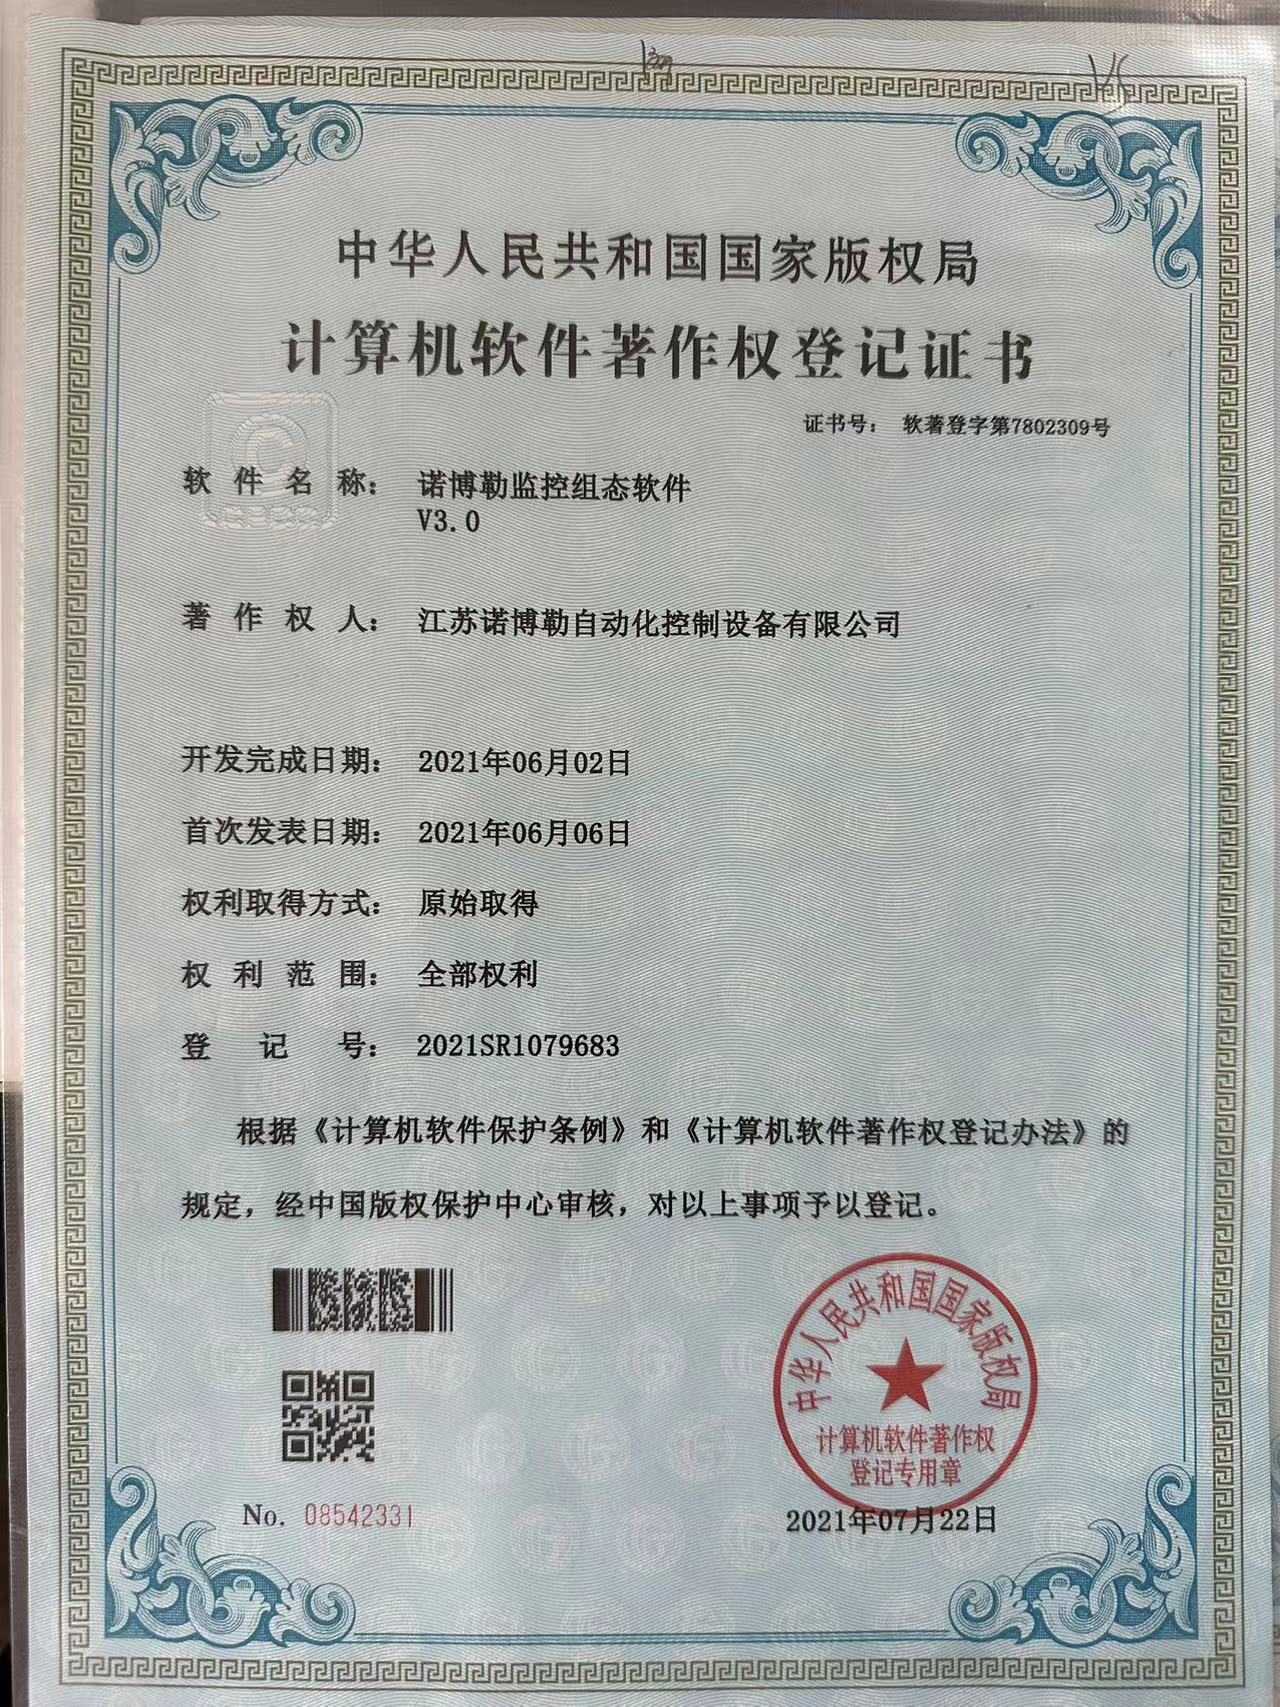 中华人民共和国国家版权局
计算机软件著作权登记证书
证书号： 软著登字第7802309号
软件名称： 诺博勒监控组态软件
V3.0
著作权人： 江苏诺博勒自动化控制设备有限公司
开发完成日期： 2021年06月02日
首次发表日期： 2021年06月06日
权利取得方式： 原始取得
权利范围： 全部权利
登记号： 2021SR1079683
根据《计算机软件保护条例》和《计算机软件著作权登记办法》的
规定，经中国版权保护中心审核，对以上事项予以登记。
中华人民共和国国家版权局
计算机软件著作权
登记专用章
No. 08542331
2021年07月22日